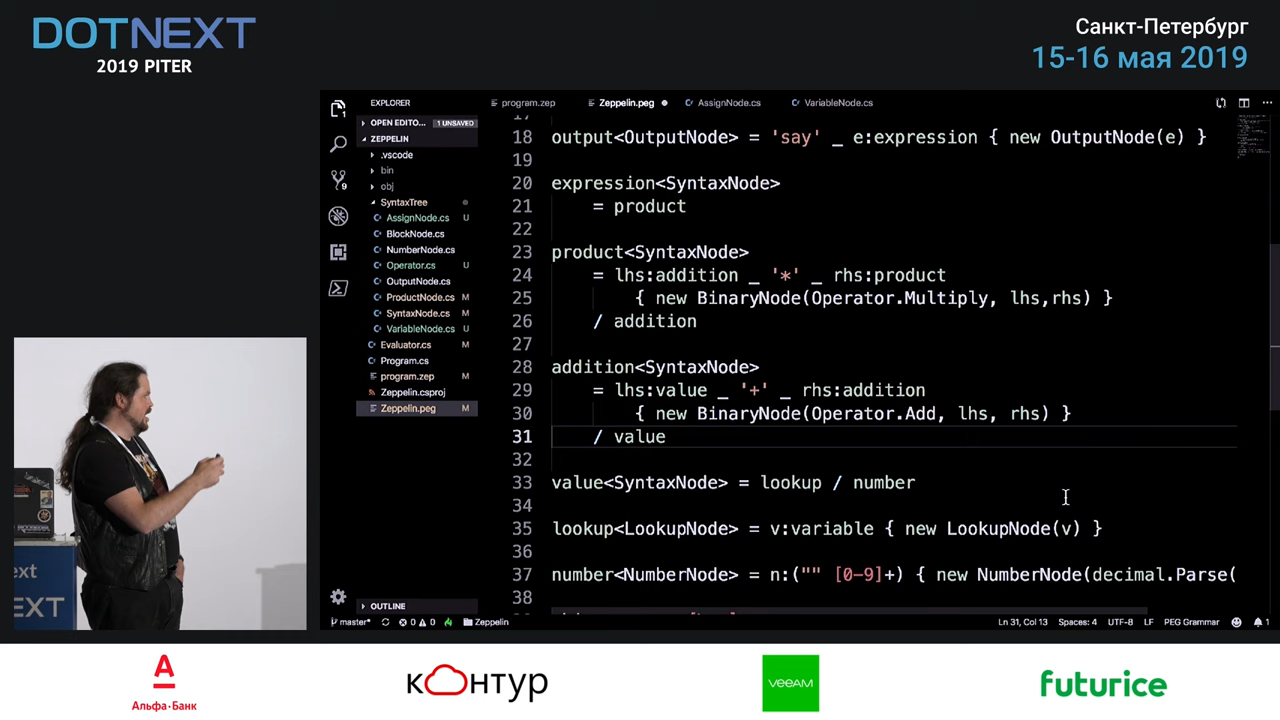 DOTNEXT
2019 PITER
Санкт-Петербург
15-16 мая 2019
EXPLORER
OPEN EDITO... 1 UNSAVED
ZEPPELIN
.vscode
bin
obj
SyntaxTree
AssignNode.cs U
BlockNode.cs
NumberNode.cs
Operator.cs U
OutputNode.cs
ProductNode.cs M
SyntaxNode.cs M
VariableNode.cs U
Evaluator.cs M
Program.cs
program.zep M
Zeppelin.csproj
Zeppelin.peg M
OUTLINE
program.zep Zeppelin.peg AssignNode.cs VariableNode.cs
17
18 output<OutputNode> = 'say' _ e:expression { new OutputNode(e) }
19
20 expression<SyntaxNode>
21 = product
22
23 product<SyntaxNode>
24 = lhs:addition _ '*' _ rhs:product
25 { new BinaryNode(Operator.Multiply, lhs,rhs) }
26 / addition
27
28 addition<SyntaxNode>
29 = lhs:value _ '+' _ rhs:addition
30 { new BinaryNode(Operator.Add, lhs, rhs) }
31 / value
32
33 value<SyntaxNode> = lookup / number
34
35 lookup<LookupNode> = v:variable { new LookupNode(v) }
36
37 number<NumberNode> = n:("" [0-9]+) { new NumberNode(decimal.Parse(
38
master* 0 0 Zeppelin Ln 31, Col 13 Spaces: 4 UTF-8 LF PEG Grammar 1
ext
EXT
А
Альфа·Банк
контур
veeAM
futurice